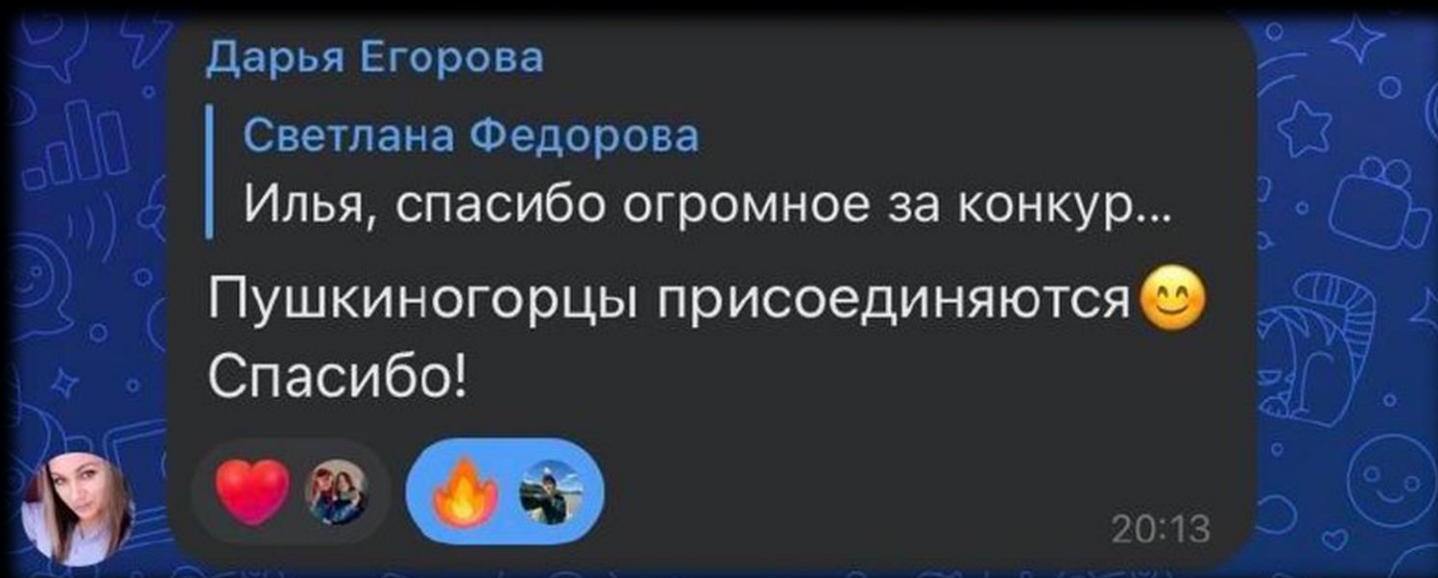 Дарья Егорова
Светлана Федорова
Илья, спасибо огромное за конкур...
Пушкиногорцы присоединяются😊
Спасибо!
20:13